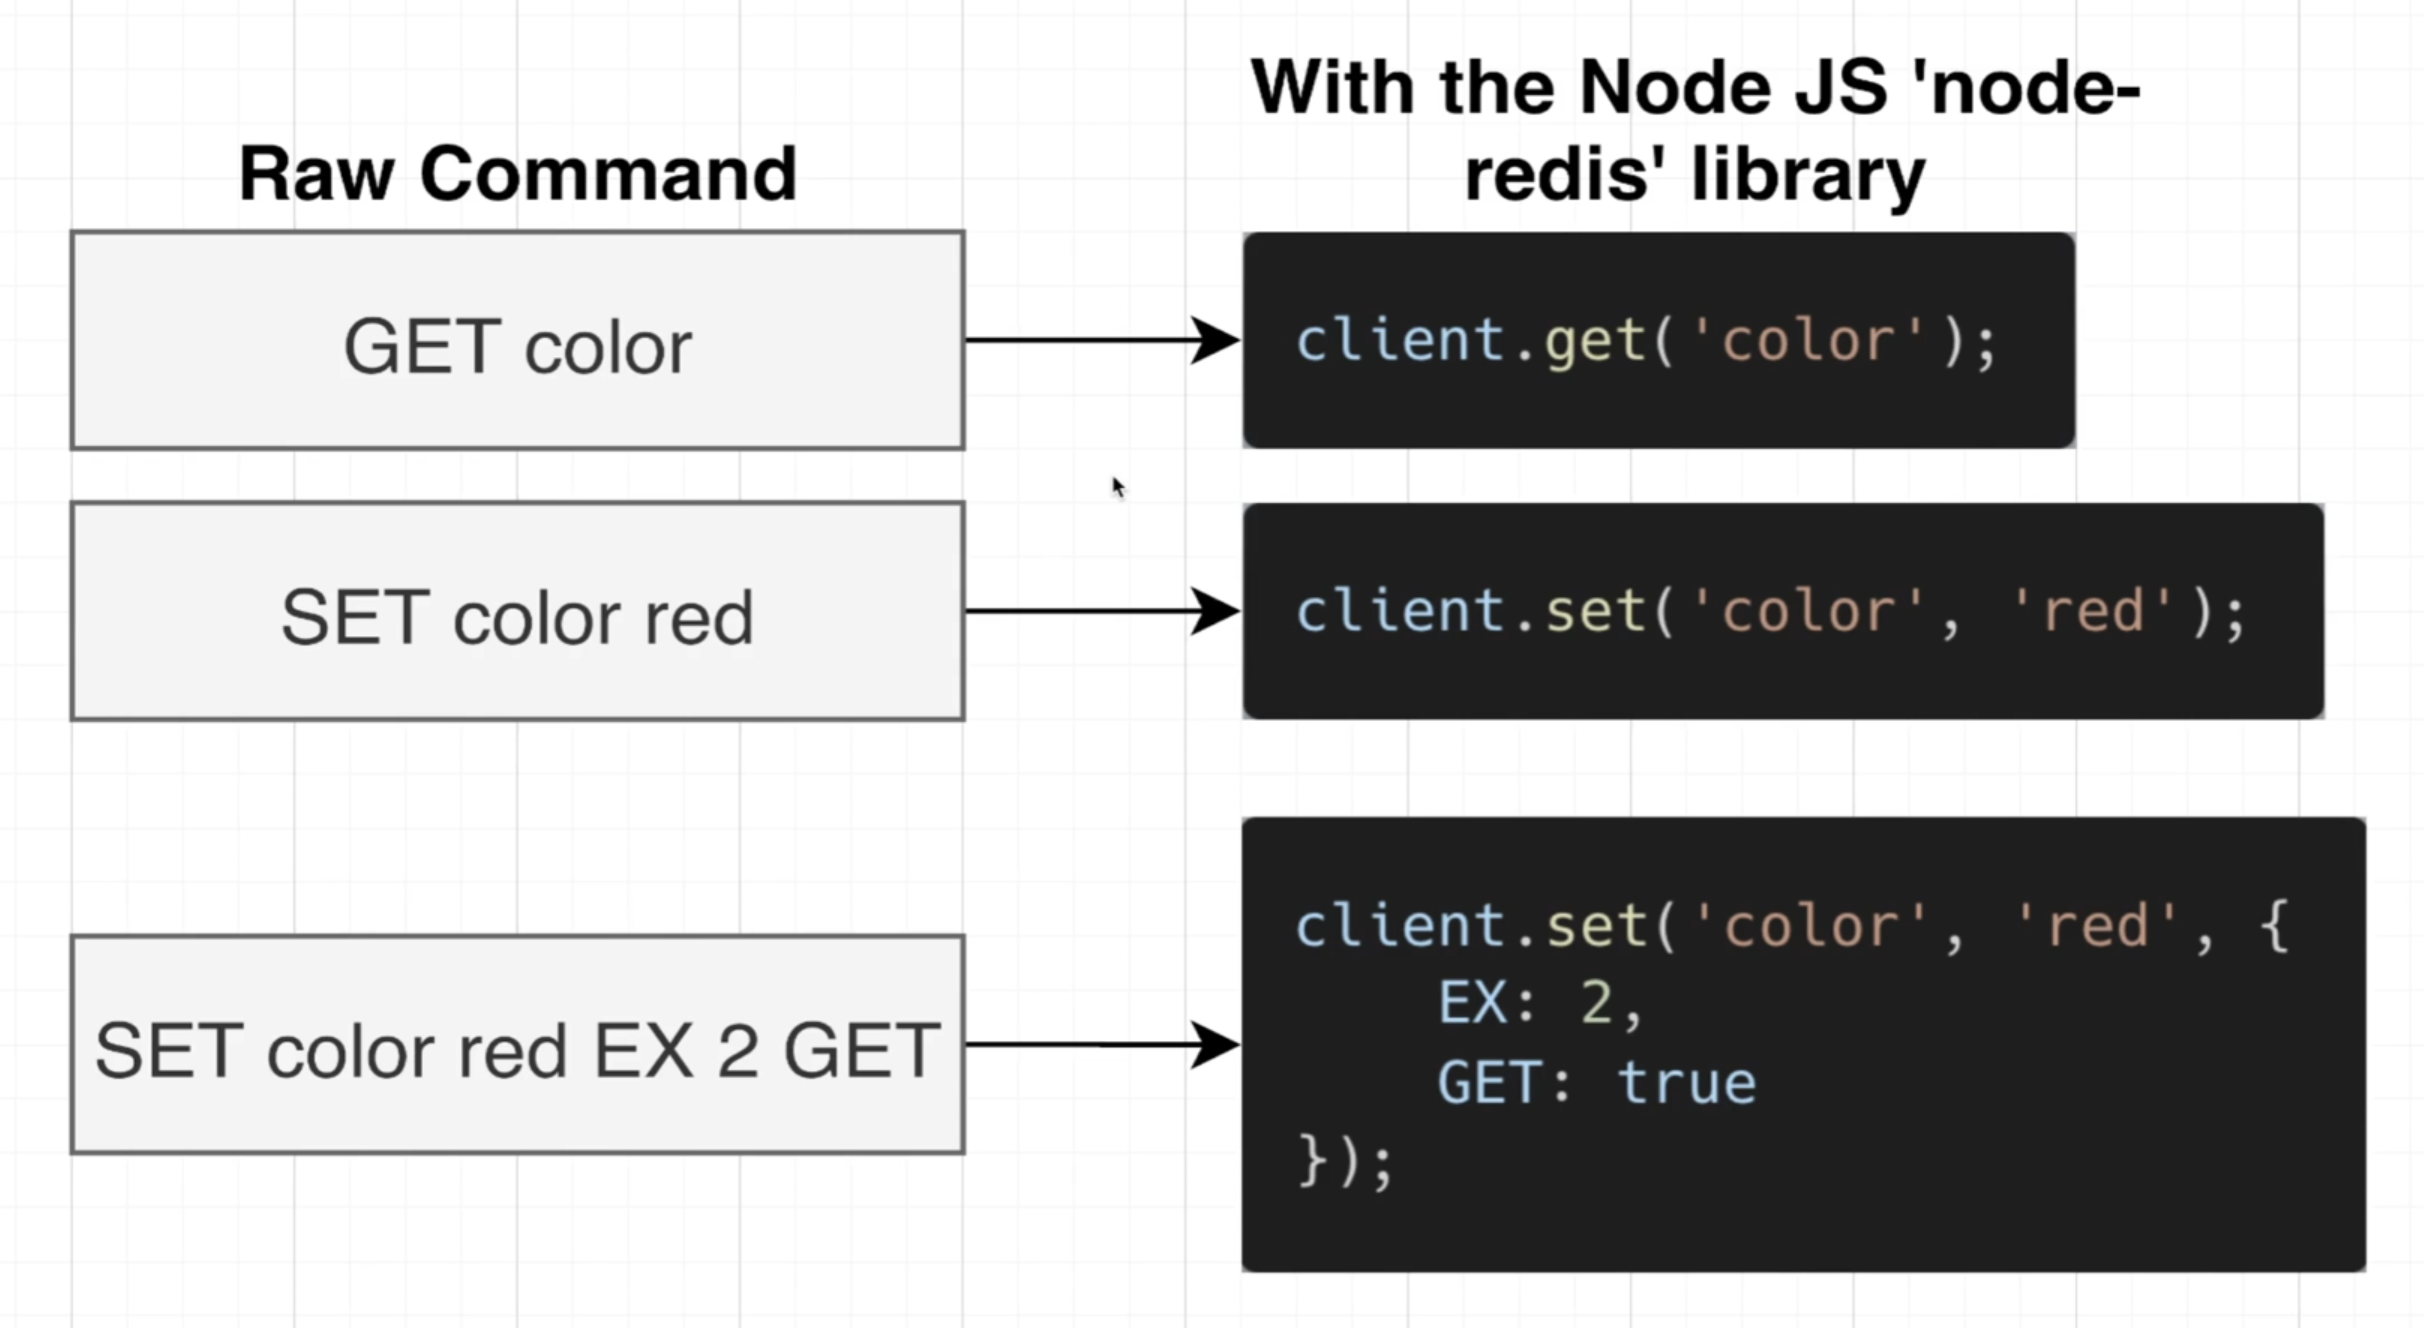 Raw Command
With the Node JS 'node-
redis' library
GET color
client.get('color');
SET color red
client.set('color', 'red');
SET color red EX 2 GET
client.set('color', 'red', {
    EX: 2,
    GET: true
});